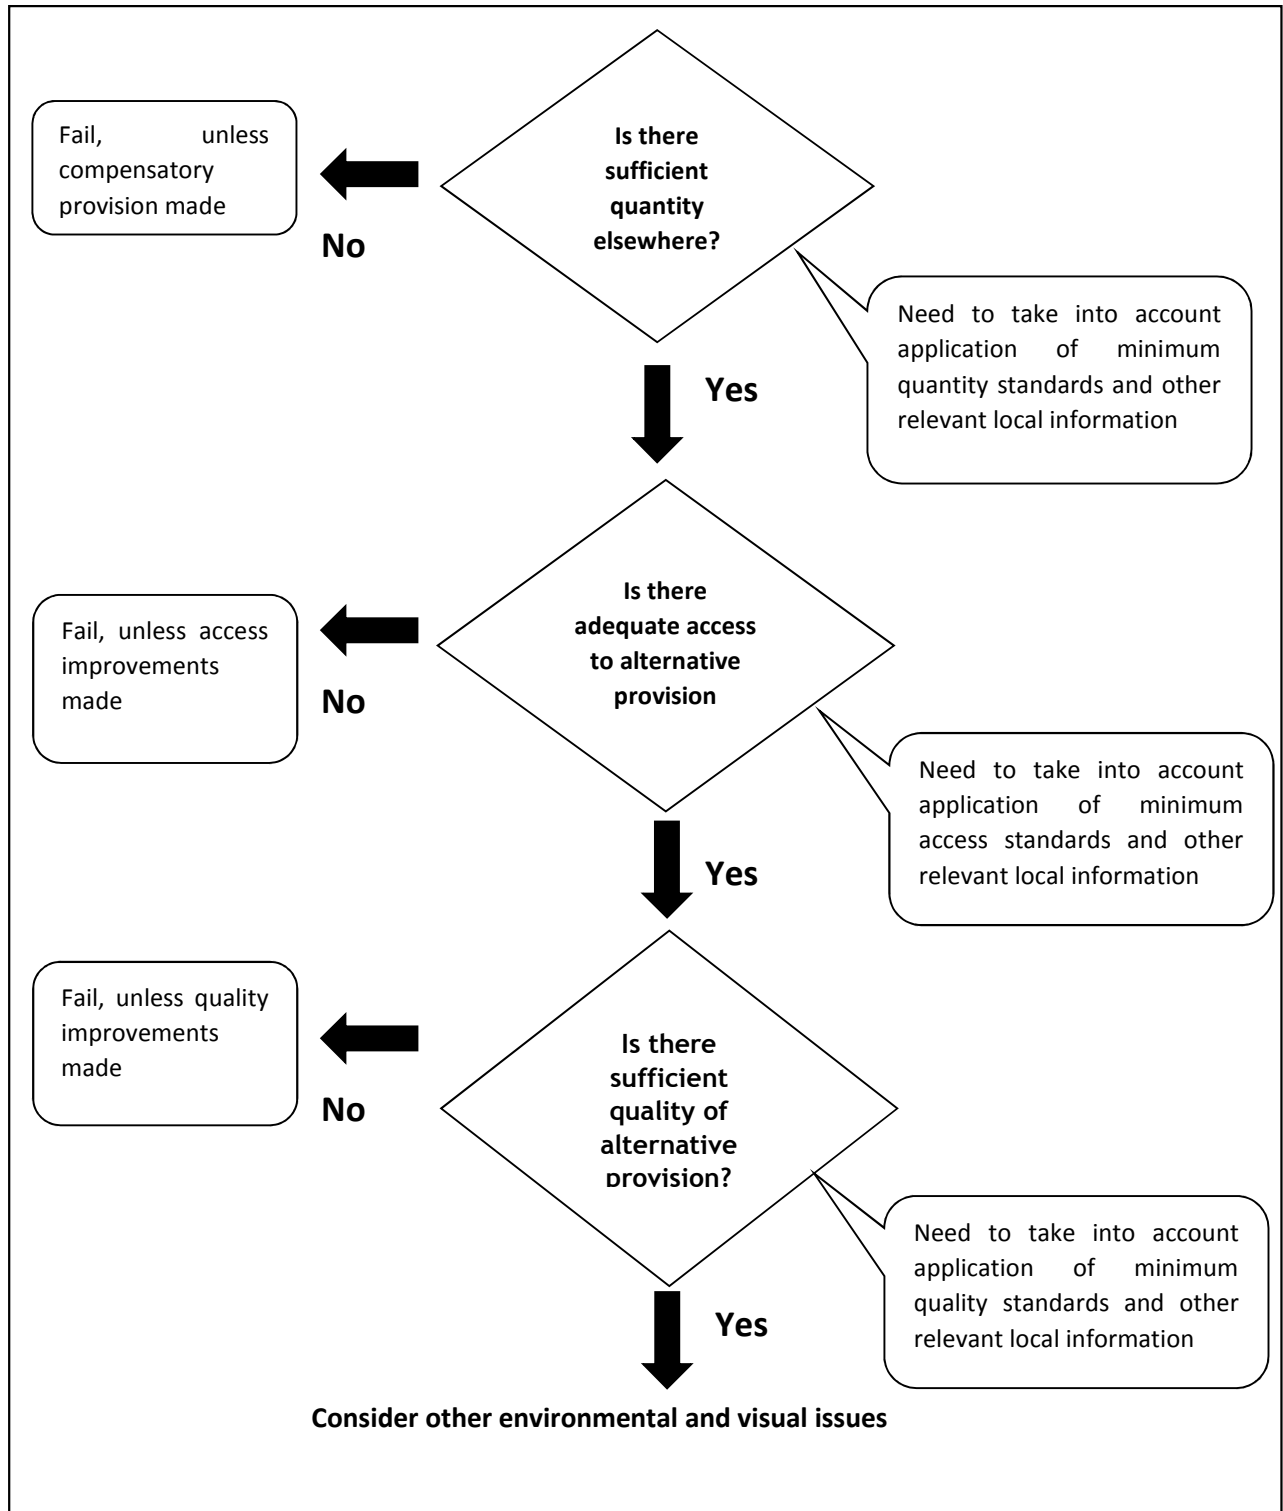 Is there
sufficient
quantity
elsewhere?
Fail, unless
compensatory
provision made
No
Need to take into account
application of minimum
quantity standards and other
relevant local information
Yes
Is there
adequate access
to alternative
provision
Fail, unless access
improvements
made
No
Need to take into account
application of minimum
access standards and other
relevant local information
Yes
Is there
sufficient
quality of
alternative
provision?
Fail, unless quality
improvements
made
No
Need to take into account
application of minimum
quality standards and other
relevant local information
Yes
Consider other environmental and visual issues